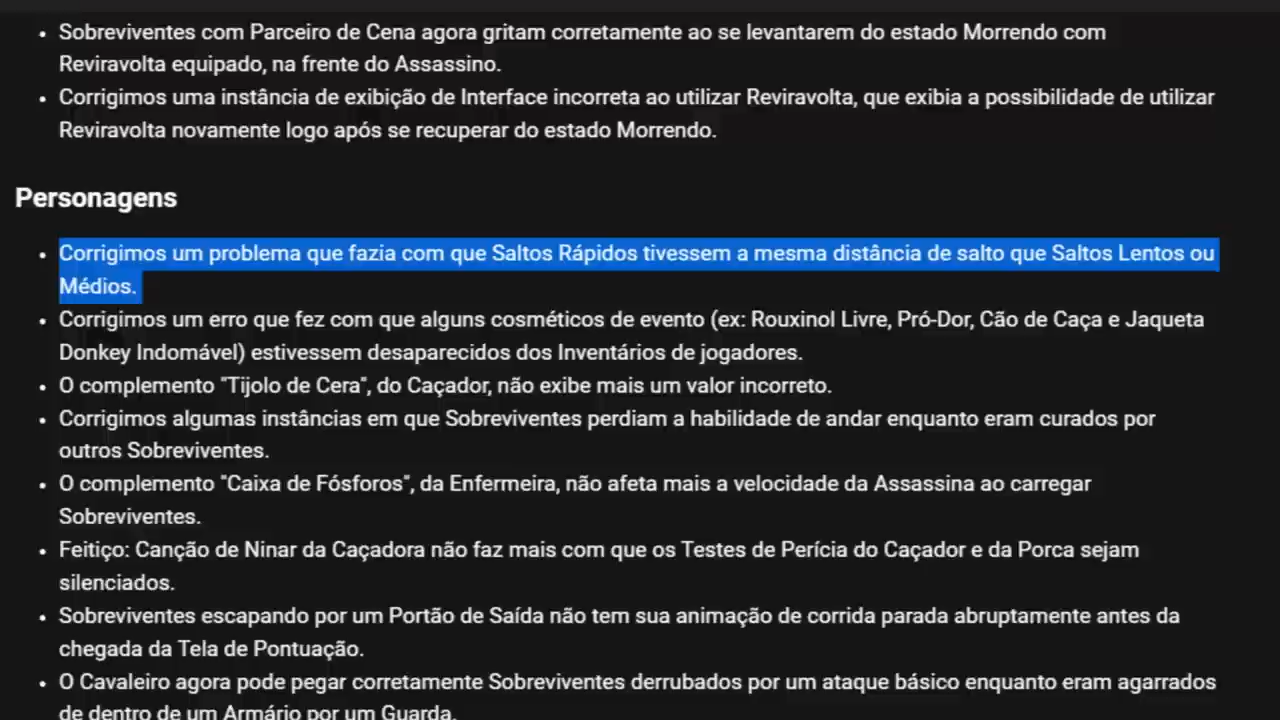 Sobreviventes com Parceiro de Cena agora gritam corretamente ao se levantarem do estado Morrendo com
Reviravolta equipado, na frente do Assassino.
Corrigimos uma instância de exibição de Interface incorreta ao utilizar Reviravolta, que exibia a possibilidade de utilizar
Reviravolta novamente logo após se recuperar do estado Morrendo.
Personagens
Corrigimos um problema que fazia com que Saltos Rápidos tivessem a mesma distância de salto que Saltos Lentos ou
Médios.
Corrigimos um erro que fez com que alguns cosméticos de evento (ex: Rouxinol Livre, Pró-Dor, Cão de Caça e Jaqueta
Donkey Indomável) estivessem desaparecidos dos Inventários de jogadores.
O complemento "Tijolo de Cera", do Caçador, não exibe mais um valor incorreto.
Corrigimos algumas instâncias em que Sobreviventes perdiam a habilidade de andar enquanto eram curados por
outros Sobreviventes.
O complemento "Caixa de Fósforos", da Enfermeira, não afeta mais a velocidade da Assassina ao carregar
Sobreviventes.
Feitiço: Canção de Ninar da Caçadora não faz mais com que os Testes de Perícia do Caçador e da Porca sejam
silenciados.
Sobreviventes escapando por um Portão de Saída não tem sua animação de corrida parada abruptamente antes da
chegada da Tela de Pontuação.
O Cavaleiro agora pode pegar corretamente Sobreviventes derrubados por um ataque básico enquanto eram agarrados
de dentro de um Armário por um Guarda.